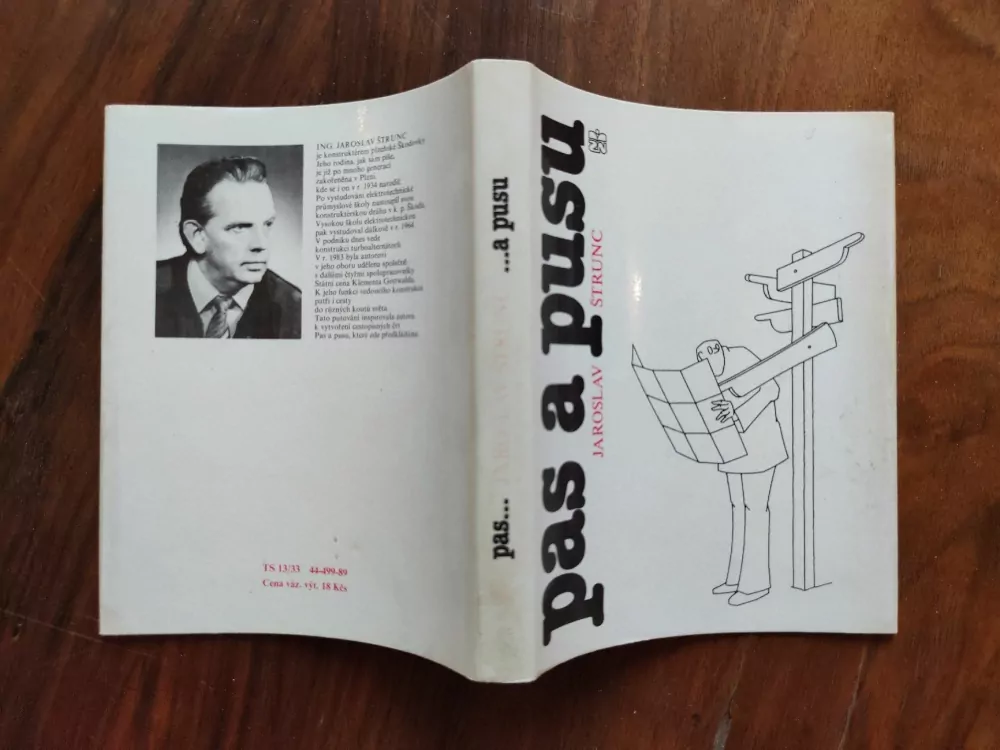 ING. JAROSLAV ŠTRUNC
je konstruktérem plzeňské Škodovky
Jeho rodina, jak sám píše,
je již po mnoho generací
zakořeněna v Plzni,
kde se i on v r. 1934 narodil.
Po vystudování elektrotechnické
průmyslové školy nastoupil svou
konstruktérskou dráhu v k. p. Škoda.
Vysokou školu elektrotechnickou
pak vystudoval dálkově v r. 1964.
V podniku dnes vede
konstrukci turboalternátorů.
V r. 1983 byla autorovi
v jeho oboru udělena společně
s dalšími čtyřmi spolupracovníky
Státní cena Klementa Gottwalda.
K jeho funkci vedoucího konstrukce
patří i cesty
do různých koutů světa.
Tato putování inspirovala autora
k vytvoření cestopisných črt
Pas a pusu, které zde předkládáme.
TS 13/33 44-499-89
Cena váz. výt. 18 Kčs
pas... ...a pusu
pas a pusu
JAROSLAV ŠTRUNC